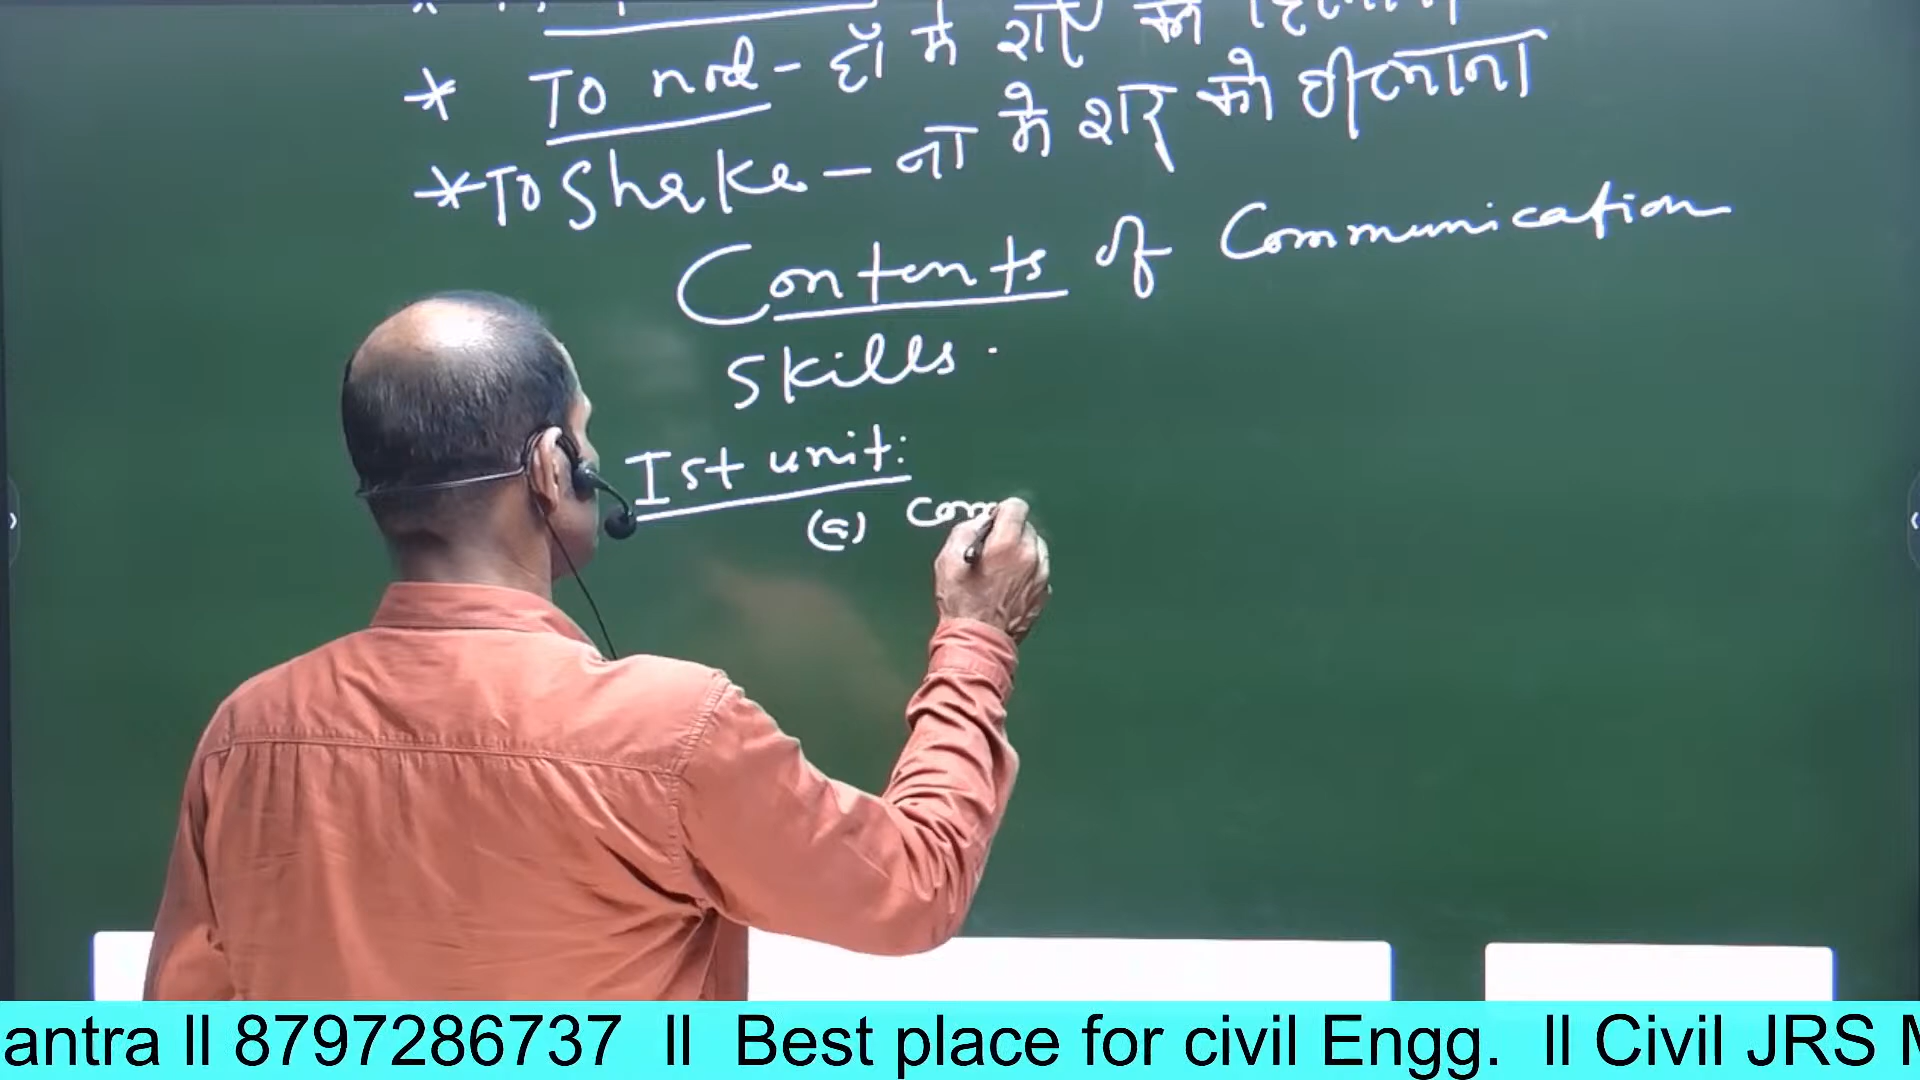 * To nod - हाँ में शर को
* To Shake - ना में शर को हीलाना
Contents of Communication
Skills.
Ist unit:
(a) com
antra ll 8797286737 ll Best place for civil Engg. ll Civil JRS M